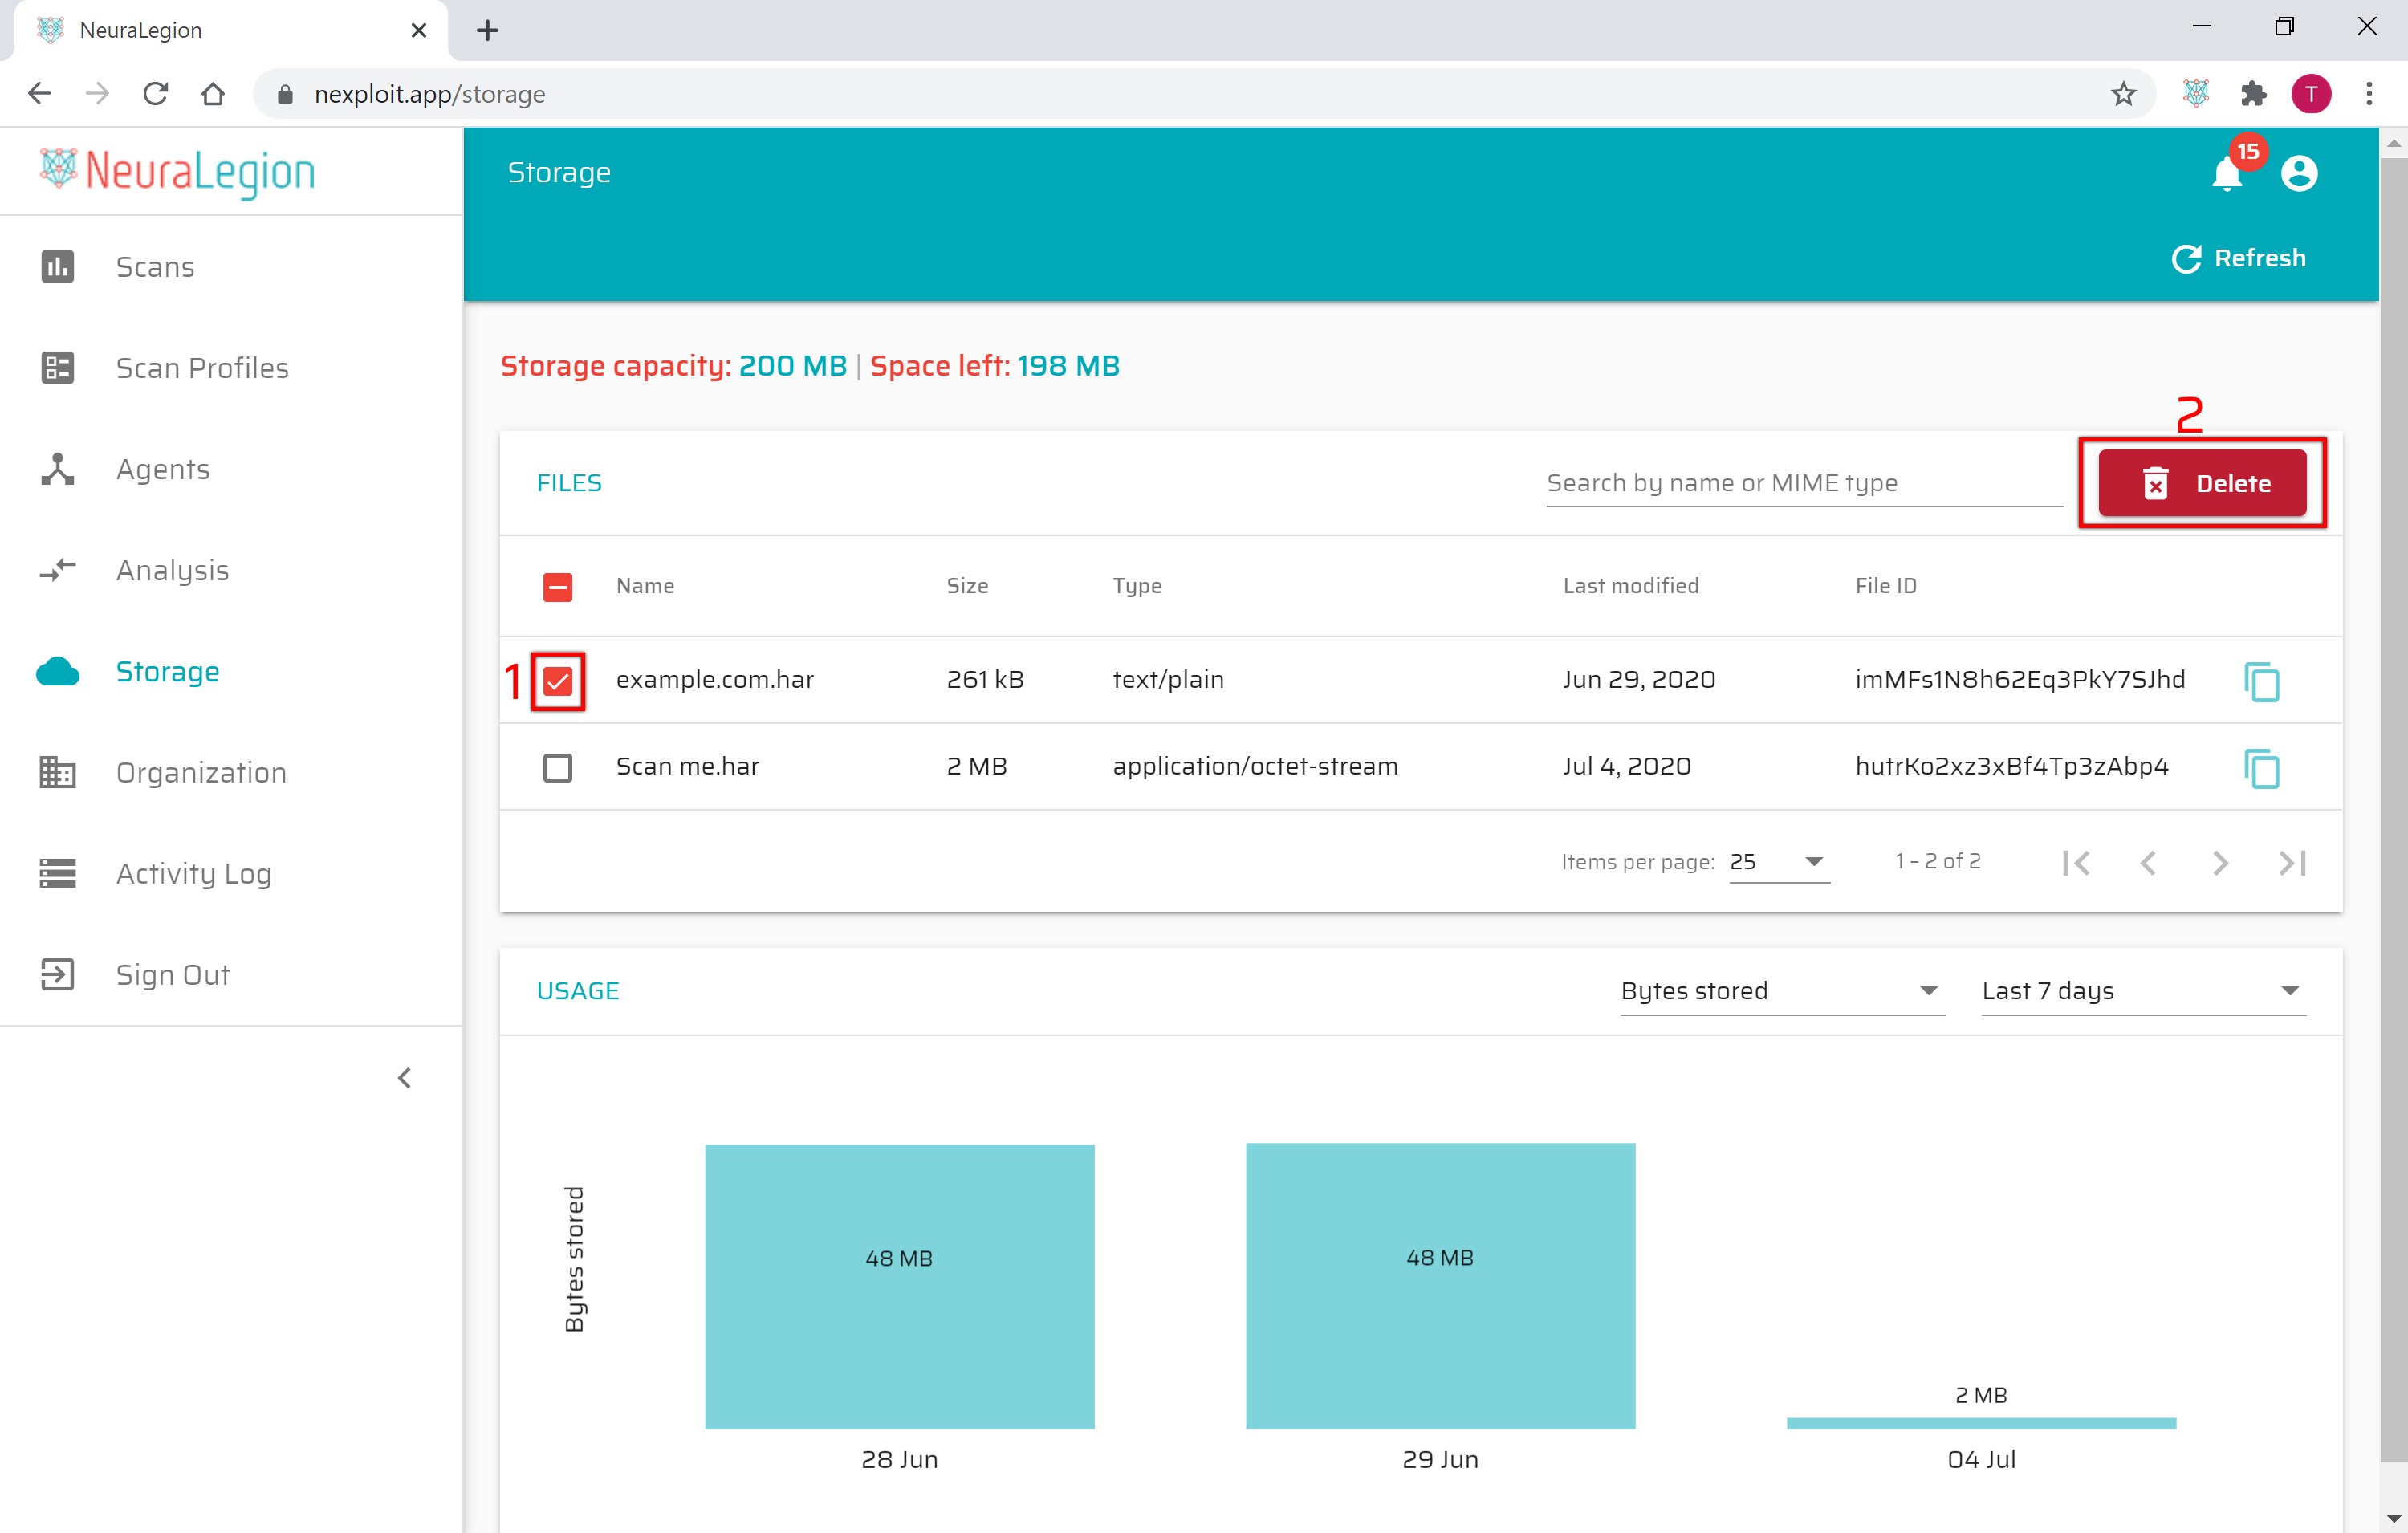 NeuraLegion
nexploit.app/storage
T
NeuraLegion
Storage
15
Refresh
Scans
Scan Profiles
Agents
Analysis
Storage
Organization
Activity Log
Sign Out
Storage capacity: 200 MB | Space left: 198 MB
2
FILES
Search by name or MIME type
Delete
Name Size Type Last modified File ID
1 example.com.har 261 kB text/plain Jun 29, 2020 imMFs1N8h62Eq3PkY7SJhd
Scan me.har 2 MB application/octet-stream Jul 4, 2020 hutrKo2xz3xBf4Tp3zAbp4
Items per page: 25 1 – 2 of 2
USAGE
Bytes stored
Last 7 days
Bytes stored
48 MB
48 MB
2 MB
28 Jun
29 Jun
04 Jul